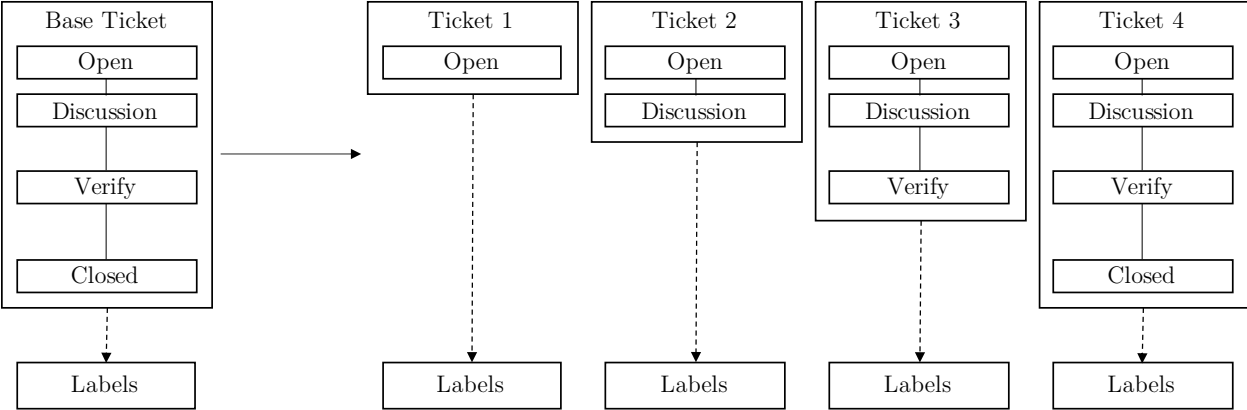 Base Ticket
Open
Discussion
Verify
Closed
Labels
Ticket 1
Open
Labels
Ticket 2
Open
Discussion
Labels
Ticket 3
Open
Discussion
Verify
Labels
Ticket 4
Open
Discussion
Verify
Closed
Labels